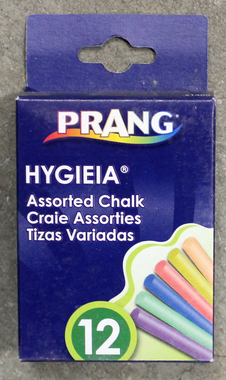 PRANG
HYGIEIA®
Assorted Chalk
Craie Assorties
Tizas Variadas
12